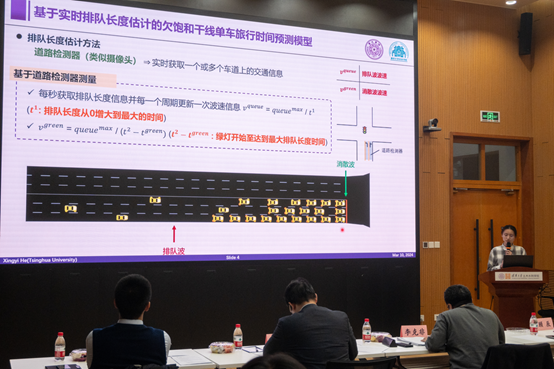 基于实时排队长度估计的欠饱和干线单车旅行时间预测模型
排队长度估计方法
道路检测器（类似摄像头） ⇒ 实时获取一个或多个车道上的交通信息
v^queue 排队波波速
v^green 消散波波速
基于道路检测器测量
✓ 每秒获取排队长度信息并每一个周期更新一次波速信息 v^queue = queue^max / t^1
(t^1: 排队长度从0增大到最大的时间)
✓ v^green = queue^max / (t^2 − t^green) (t^2 − t^green: 绿灯开始至达到最大排队长度时间)
道路检测器
消散波
排队波
Xingyi He(Tsinghua University)
Slide 4
李克强